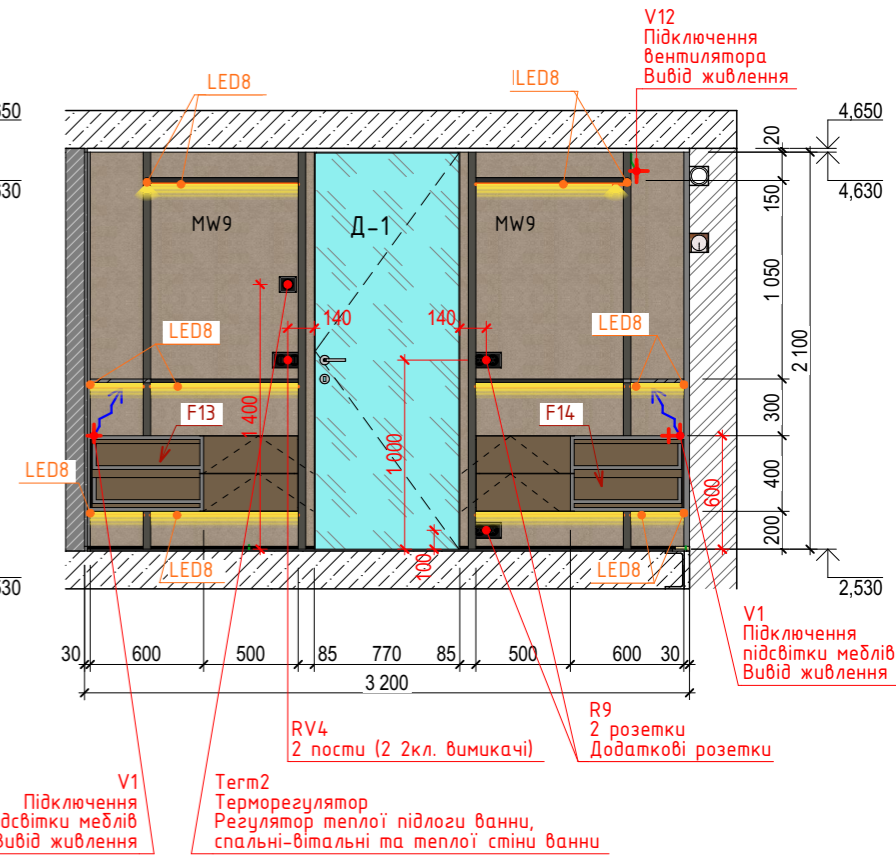 V12
Підключення
вентилятора
Вивід живлення
LED8
LED8
650
4,650
20
630
4,630
150
MW9
Д-1
MW9
1 050
140
140
LED8
LED8
2 100
1 400
1 000
300
F13
F14
LED8
600
400
200
100
LED8
LED8
530
2,530
30
600
500
85
770
85
500
600
30
3 200
V1
Підключення
підсвітки меблів
Вивід живлення
RV4
2 пости (2 2кл. вимикачі)
R9
2 розетки
Додаткові розетки
V1
Підключення
дсвітки меблів
Вивід живлення
Term2
Терморегулятор
Регулятор теплої підлоги ванни,
спальні-вітальні та теплої стіни ванни